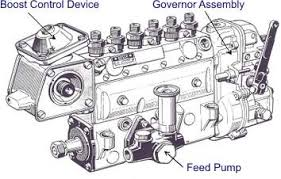 Boost Control Device
Governor Assembly
Feed Pump